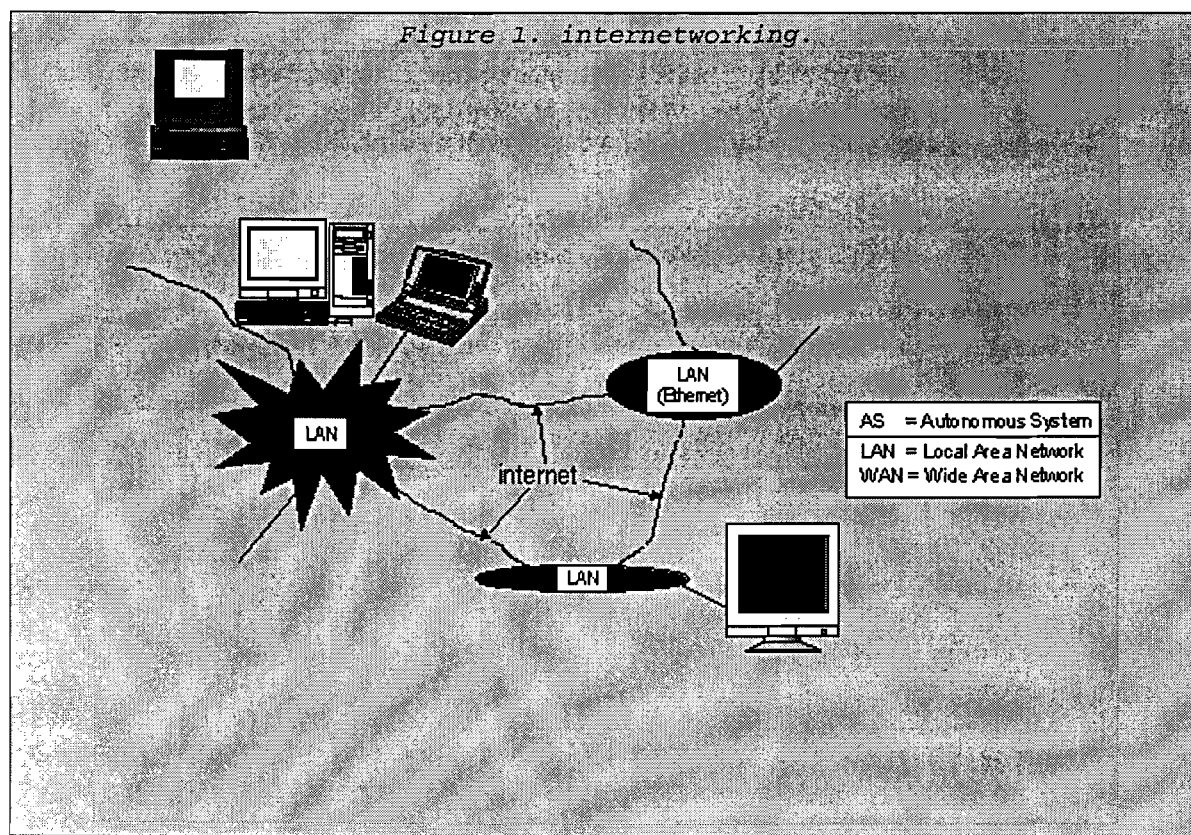 Figure 1. internetworking.
LAN
(Ethernet)
LAN
AS = Autonomous System
LAN = Local Area Network
WAN = Wide Area Network
internet
LAN